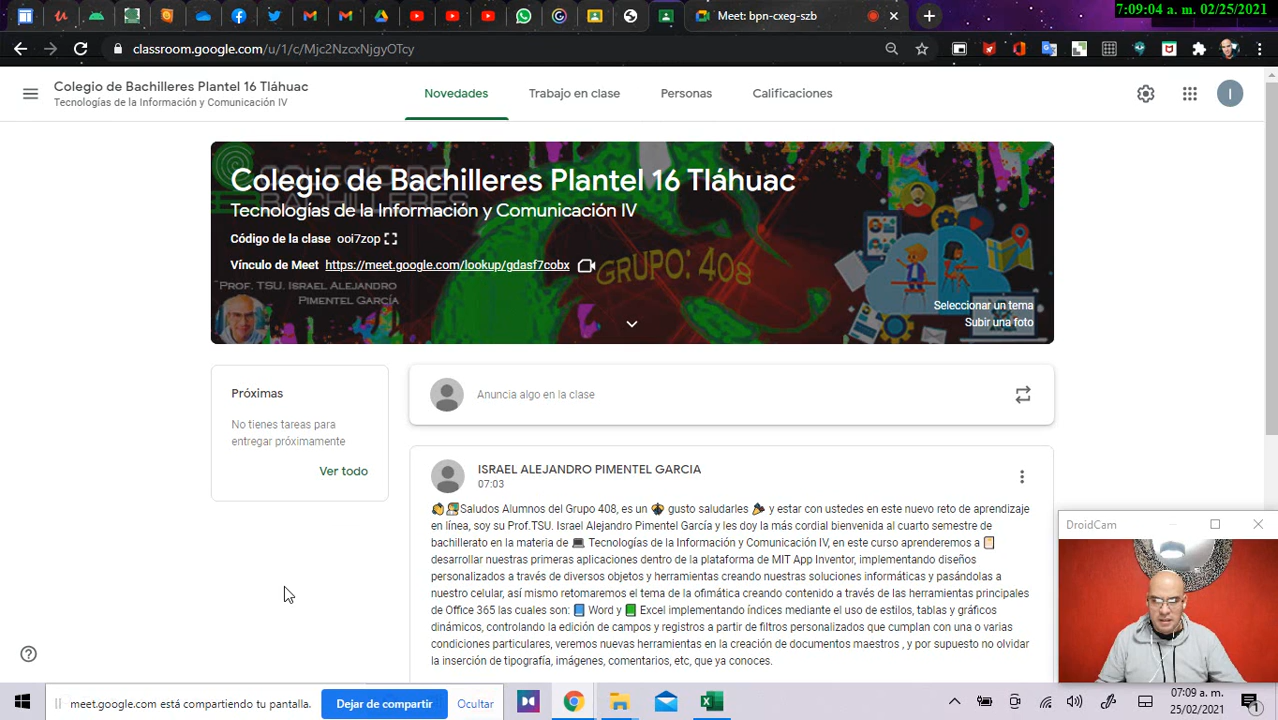 7:09:04 a. m. 02/25/2021
Meet: bpn-cxeg-szb
classroom.google.com/u/1/c/Mjc2NzcxNjgyOTcy
Colegio de Bachilleres Plantel 16 Tláhuac
Tecnologías de la Información y Comunicación IV
Novedades
Trabajo en clase
Personas
Calificaciones
I
COLEGIO DE
BACHILLERES
Colegio de Bachilleres Plantel 16 Tláhuac
Tecnologías de la Información y Comunicación IV
Código de la clase ooi7zop
Vínculo de Meet https://meet.google.com/lookup/gdasf7cobx
GRUPO: 408
PROF. TSU. ISRAEL ALEJANDRO
PIMENTEL GARCÍA
Seleccionar un tema
Subir una foto
Próximas
No tienes tareas para
entregar próximamente
Ver todo
Anuncia algo en la clase
ISRAEL ALEJANDRO PIMENTEL GARCIA
07:03
Saludos Alumnos del Grupo 408, es un gusto saludarles y estar con ustedes en este nuevo reto de aprendizaje
en línea, soy su Prof.TSU. Israel Alejandro Pimentel García y les doy la más cordial bienvenida al cuarto semestre de
bachillerato en la materia de Tecnologías de la Información y Comunicación IV, en este curso aprenderemos a
desarrollar nuestras primeras aplicaciones dentro de la plataforma de MIT App Inventor, implementando diseños
personalizados a través de diversos objetos y herramientas creando nuestras soluciones informáticas y pasándolas a
nuestro celular, así mismo retomaremos el tema de la ofimática creando contenido a través de las herramientas principales
de Office 365 las cuales son: Word y Excel implementando índices mediante el uso de estilos, tablas y gráficos
dinámicos, controlando la edición de campos y registros a partir de filtros personalizados que cumplan con una o varias
condiciones particulares, veremos nuevas herramientas en la creación de documentos maestros , y por supuesto no olvidar
la inserción de tipografía, imágenes, comentarios, etc, que ya conoces.
DroidCam
meet.google.com está compartiendo tu pantalla.
Dejar de compartir
Ocultar
07:09 a. m.
25/02/2021
1